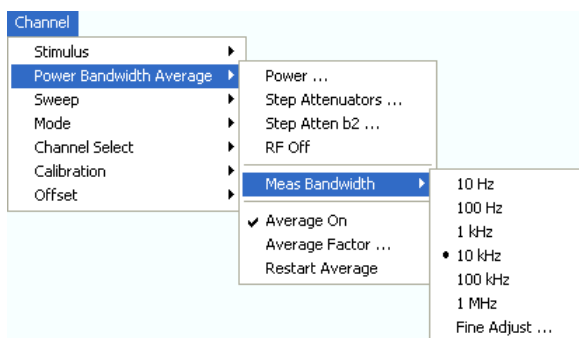 Channel
Stimulus
Power Bandwidth Average
Sweep
Mode
Channel Select
Calibration
Offset
Power ...
Step Attenuators ...
Step Atten b2 ...
RF Off
Meas Bandwidth
Average On
Average Factor ...
Restart Average
10 Hz
100 Hz
1 kHz
10 kHz
100 kHz
1 MHz
Fine Adjust ...